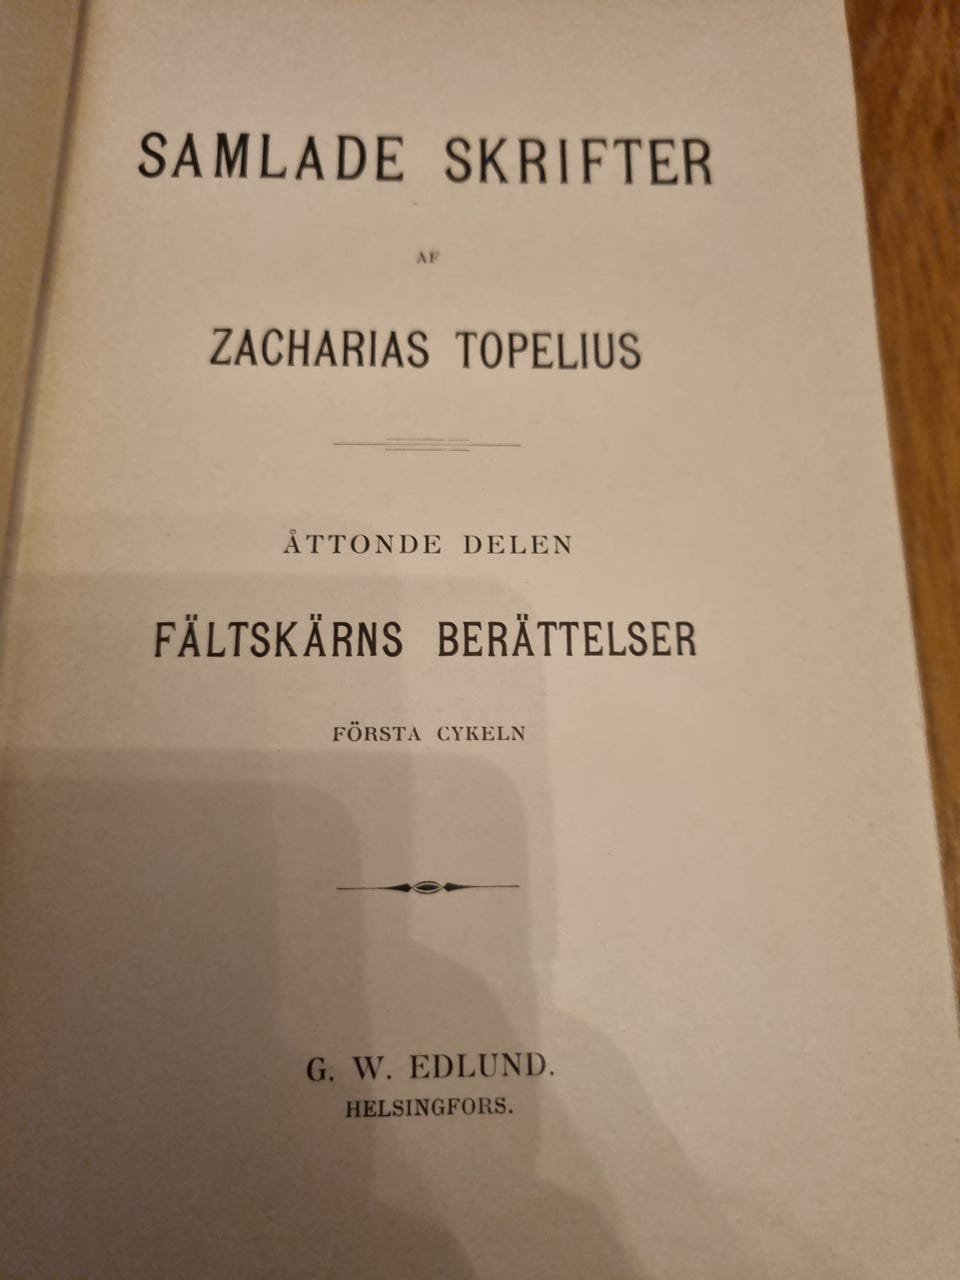 SAMLADE SKRIFTER
AF
ZACHARIAS TOPELIUS
ÅTTONDE DELEN
FÄLTSKÄRNS BERÄTTELSER
FÖRSTA CYKELN
G. W. EDLUND.
HELSINGFORS.